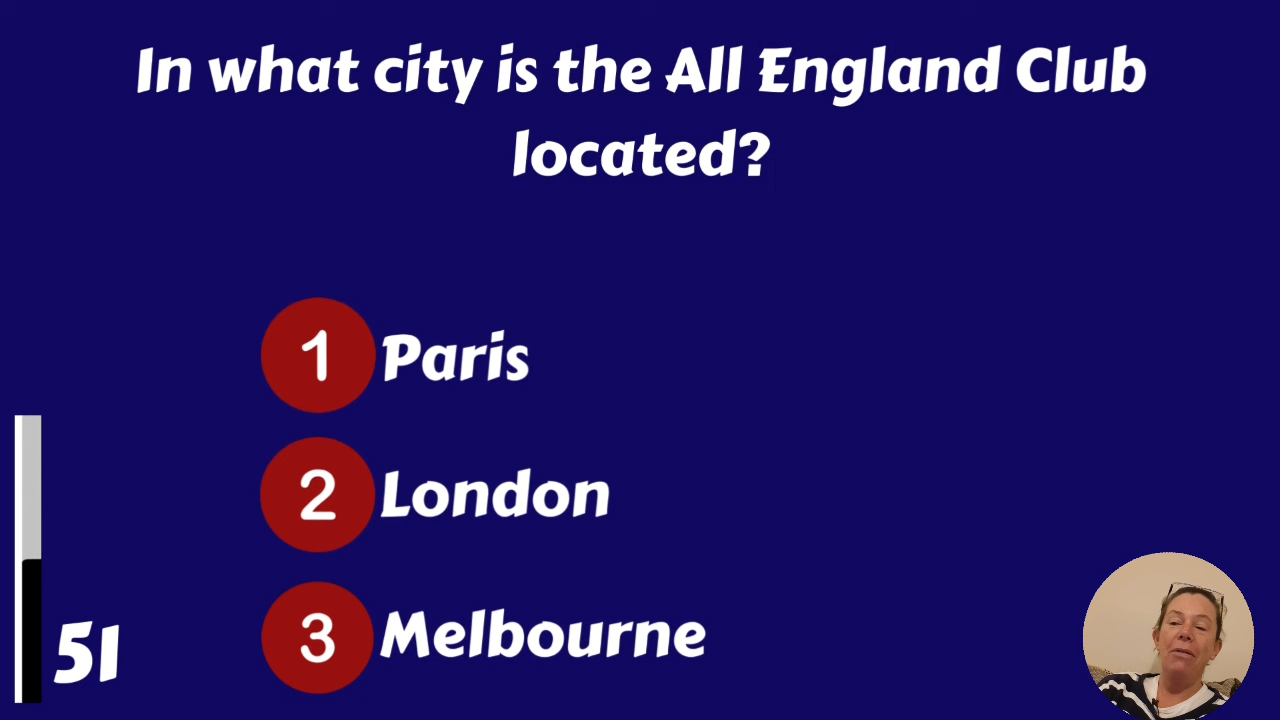 In what city is the All England Club
located?
1 Paris
2 London
3 Melbourne
51